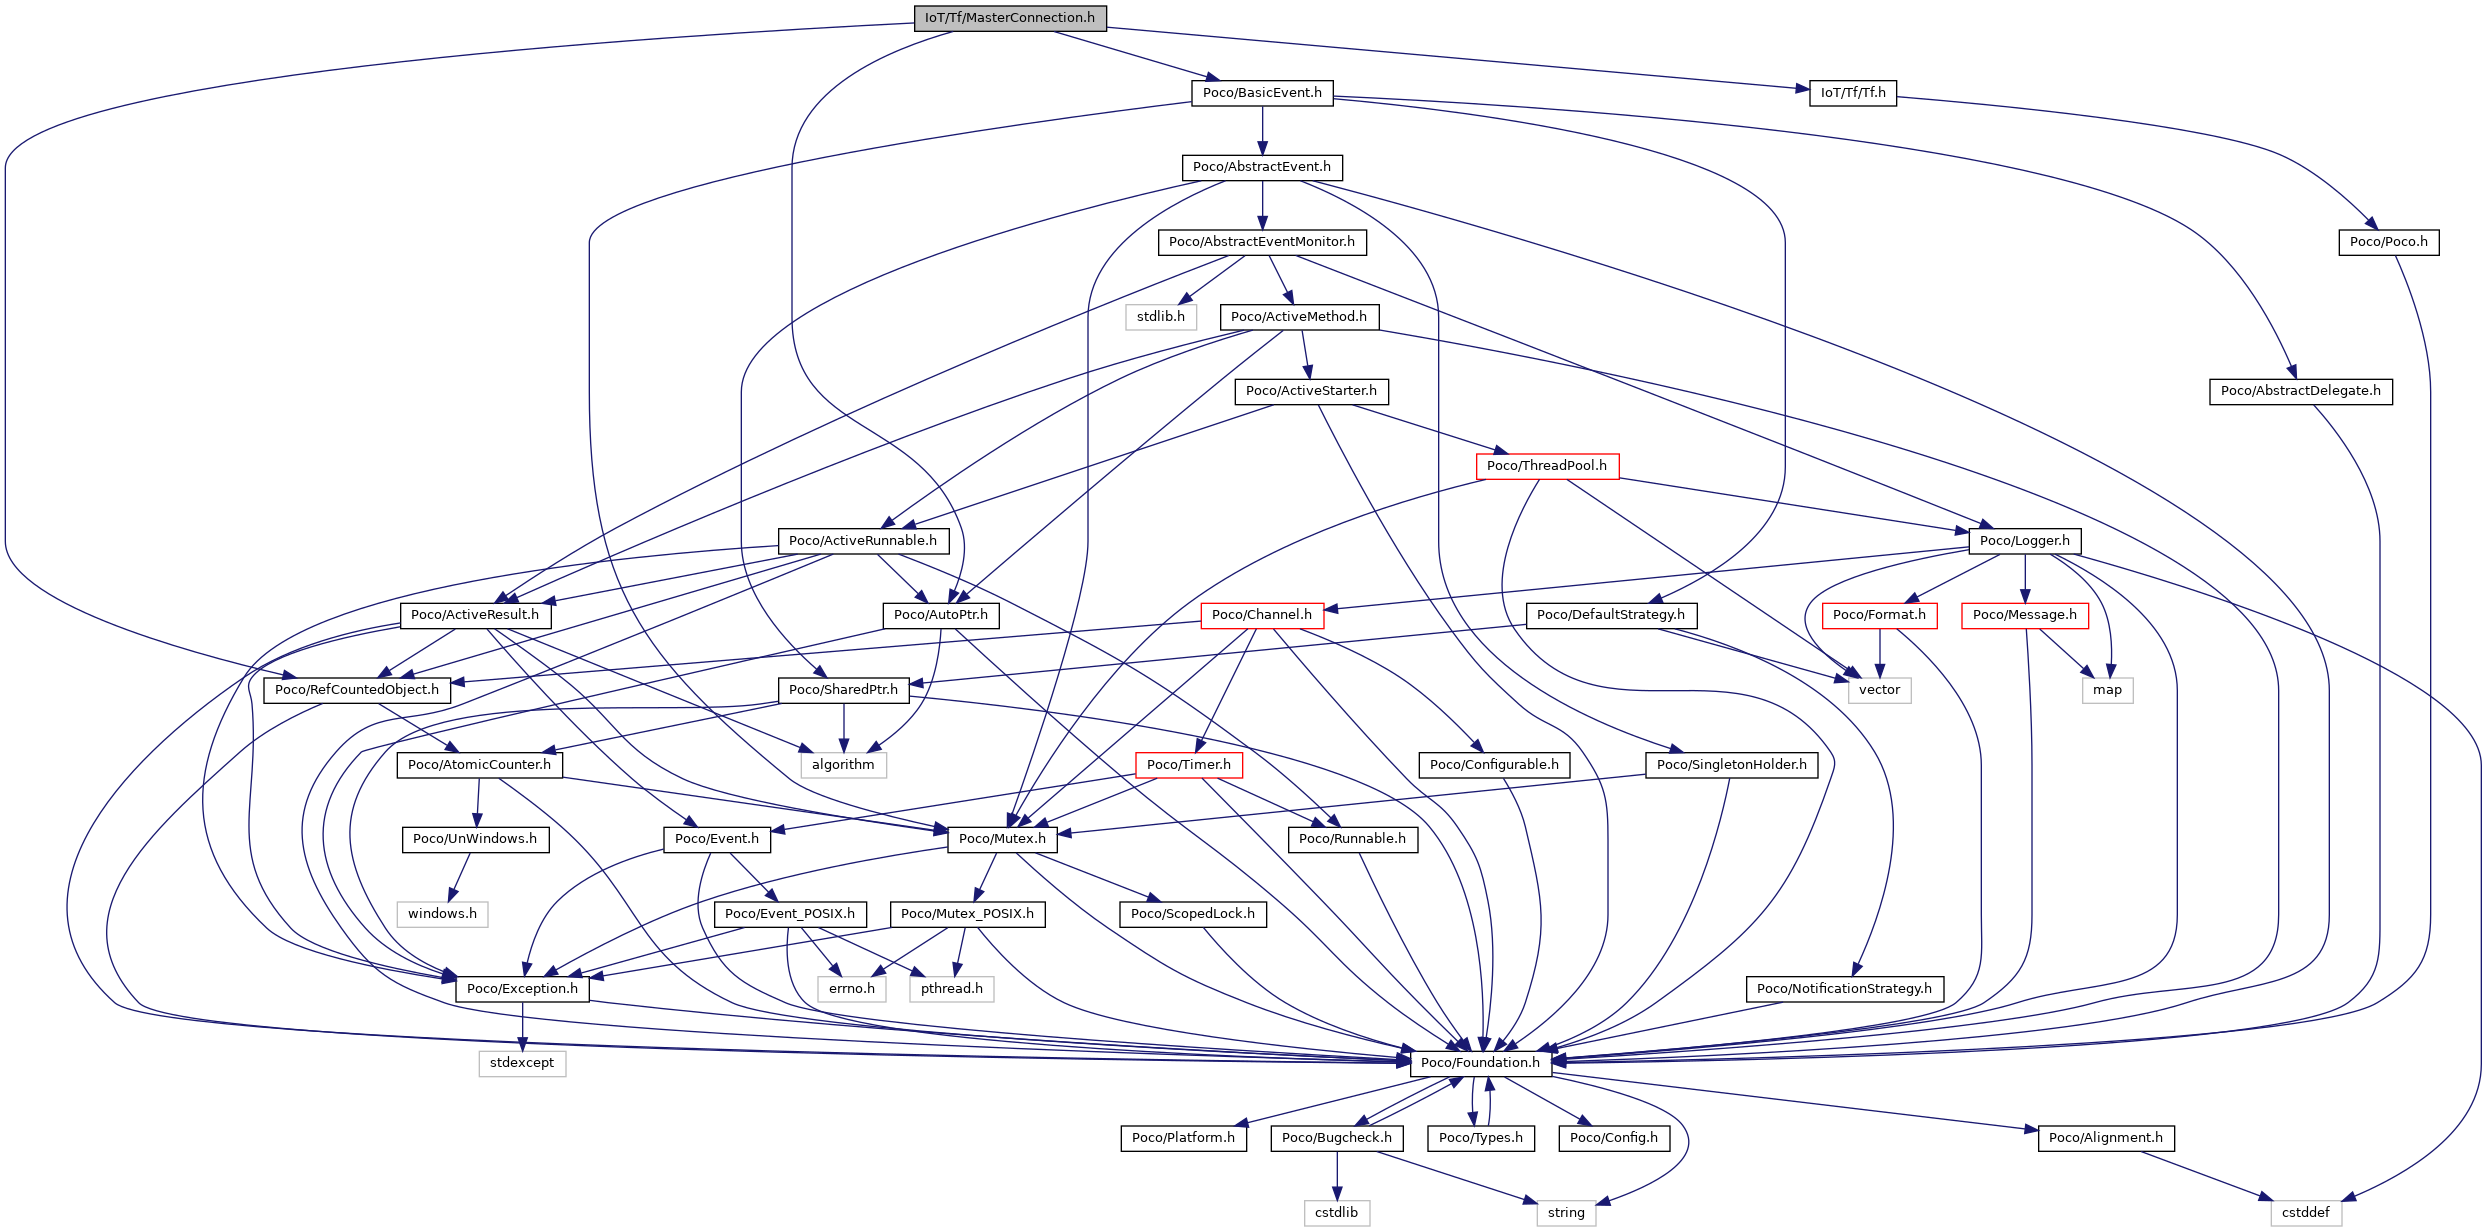 IoT/Tf/MasterConnection.h
Poco/BasicEvent.h
IoT/Tf/Tf.h
Poco/AbstractEvent.h
Poco/AbstractEventMonitor.h
Poco/Poco.h
stdlib.h
Poco/ActiveMethod.h
Poco/ActiveStarter.h
Poco/AbstractDelegate.h
Poco/ThreadPool.h
Poco/ActiveRunnable.h
Poco/Logger.h
Poco/ActiveResult.h
Poco/AutoPtr.h
Poco/Channel.h
Poco/DefaultStrategy.h
Poco/Format.h
Poco/Message.h
Poco/RefCountedObject.h
Poco/SharedPtr.h
vector
map
Poco/AtomicCounter.h
algorithm
Poco/Timer.h
Poco/Configurable.h
Poco/SingletonHolder.h
Poco/UnWindows.h
Poco/Event.h
Poco/Mutex.h
Poco/Runnable.h
windows.h
Poco/Event_POSIX.h
Poco/Mutex_POSIX.h
Poco/ScopedLock.h
Poco/Exception.h
errno.h
pthread.h
Poco/NotificationStrategy.h
stdexcept
Poco/Foundation.h
Poco/Platform.h
Poco/Bugcheck.h
Poco/Types.h
Poco/Config.h
Poco/Alignment.h
cstdlib
string
cstddef